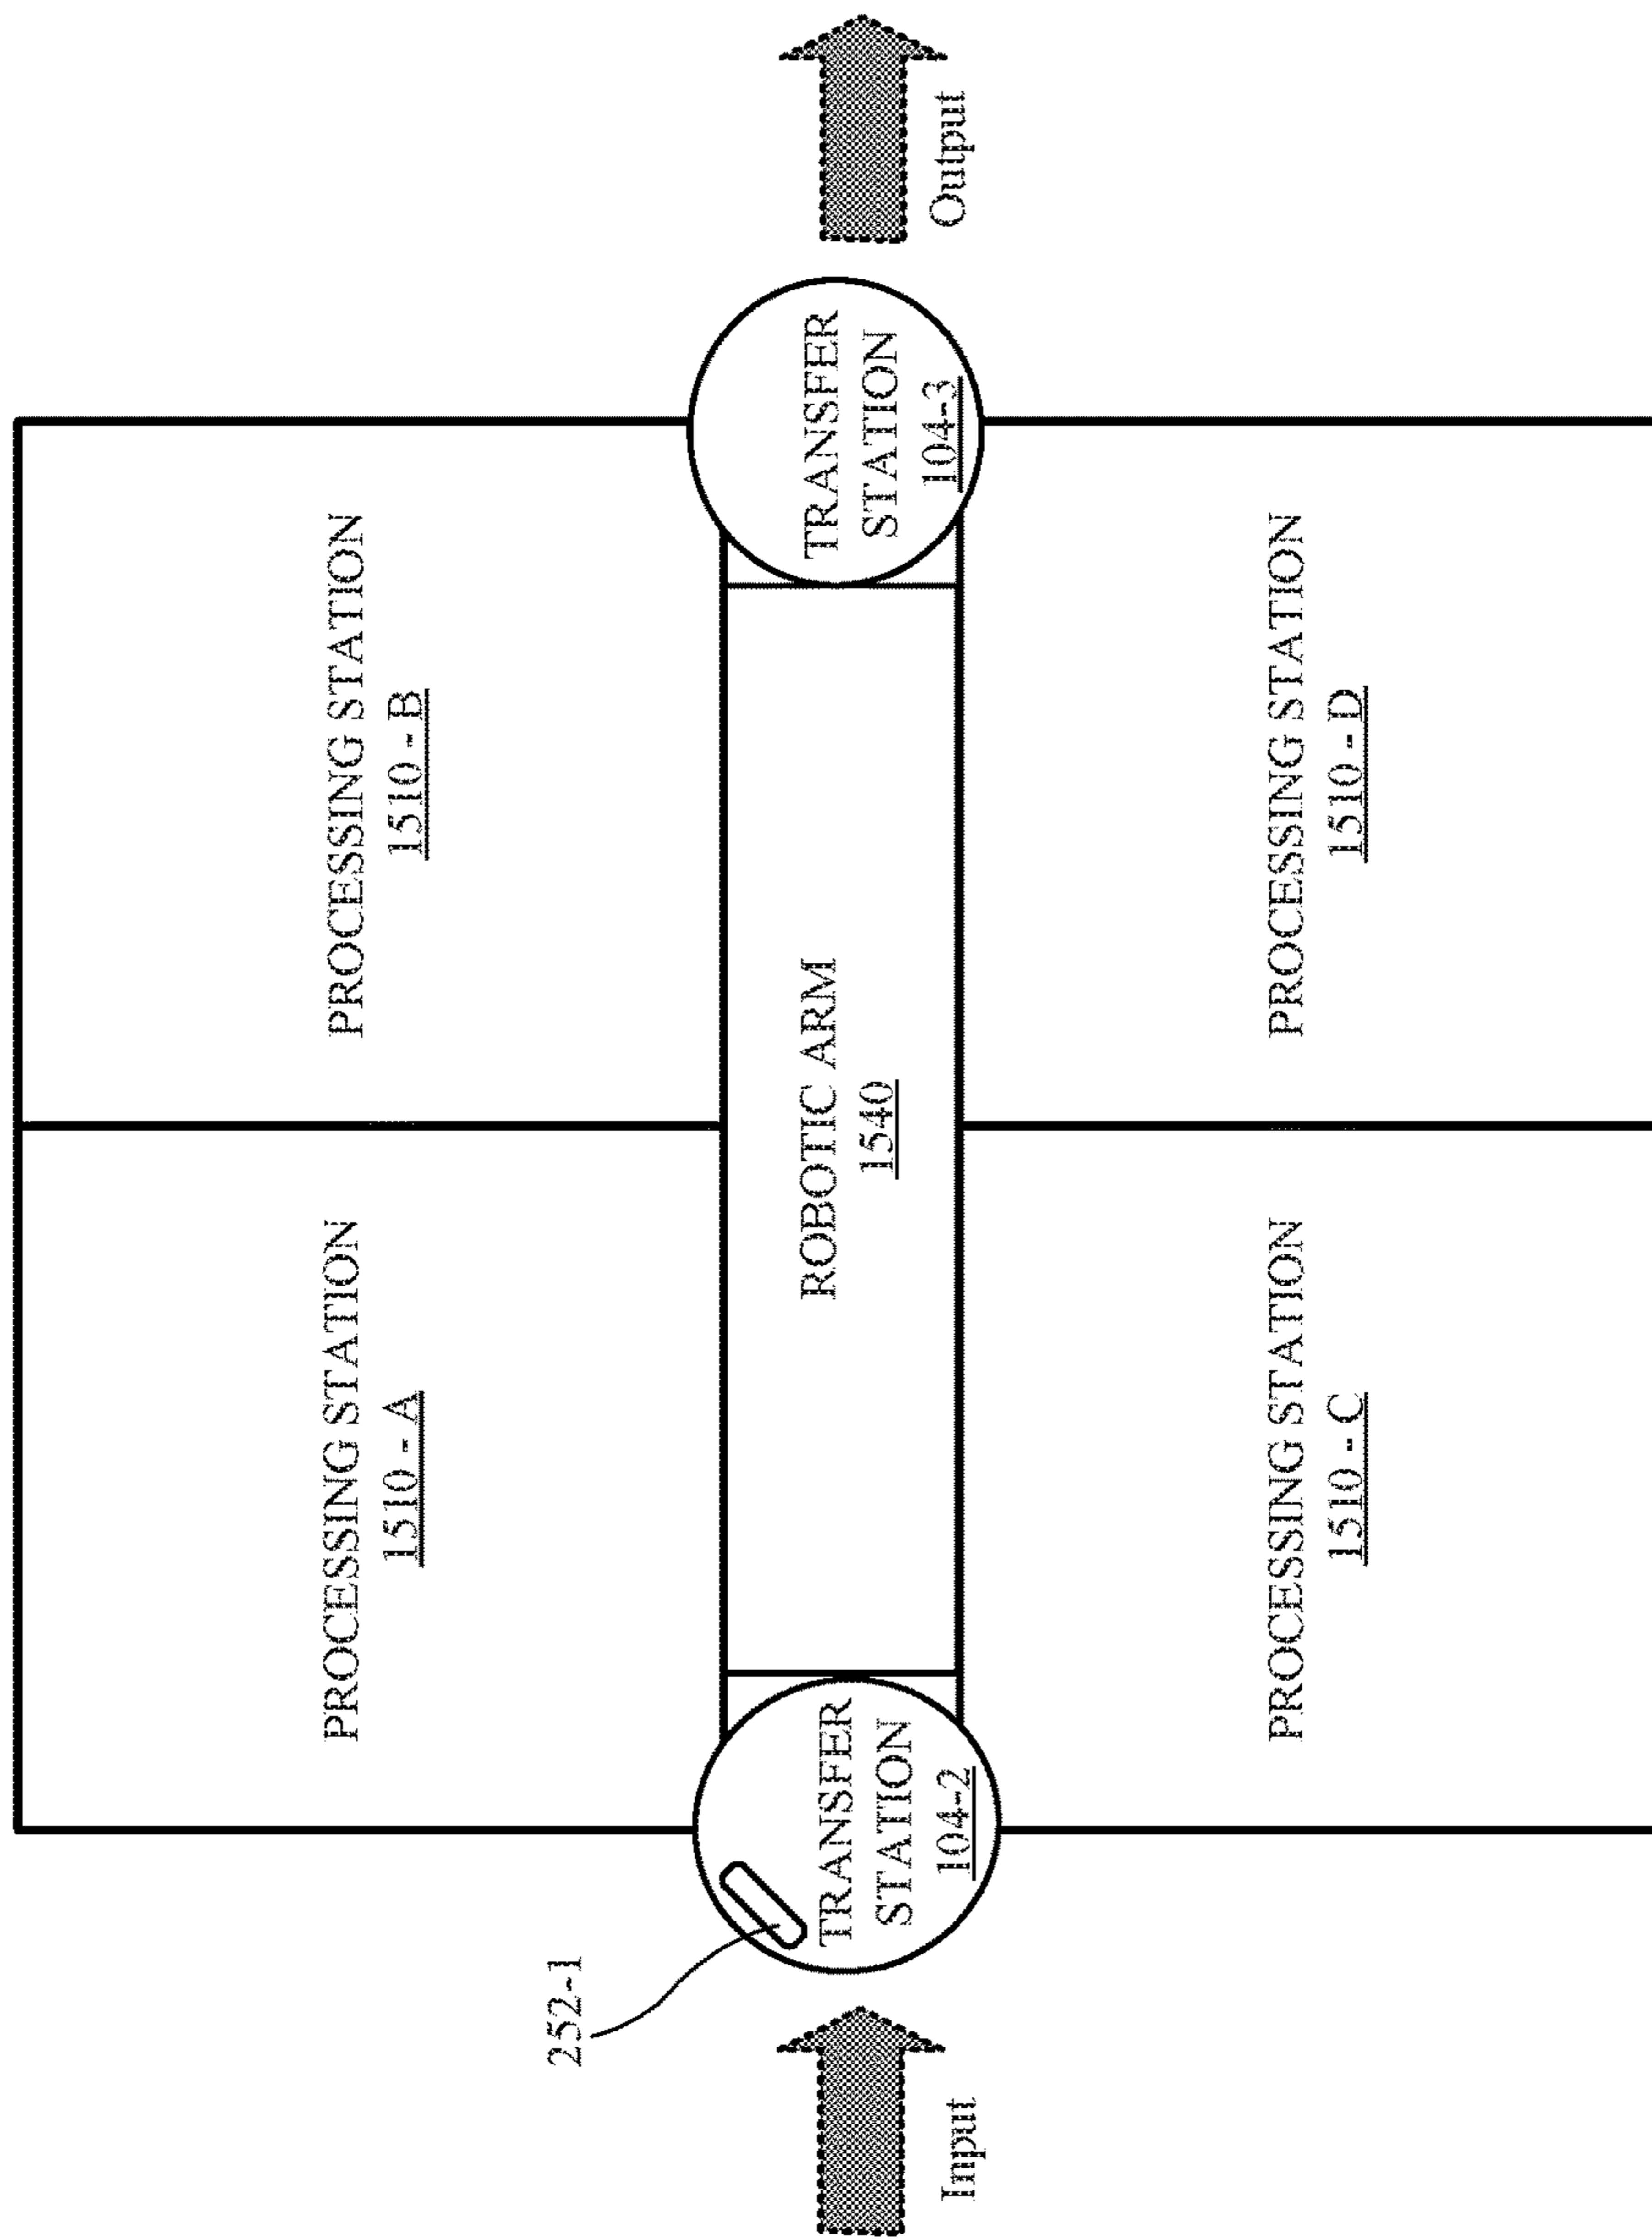 PROCESSING STATION
1510 - A
PROCESSING STATION
1510 - B
252-1
Input
TRANSFER
STATION
104-2
ROBOTIC ARM
1540
TRANSFER
STATION
104-3
Output
PROCESSING STATION
1510 - C
PROCESSING STATION
1510 - D